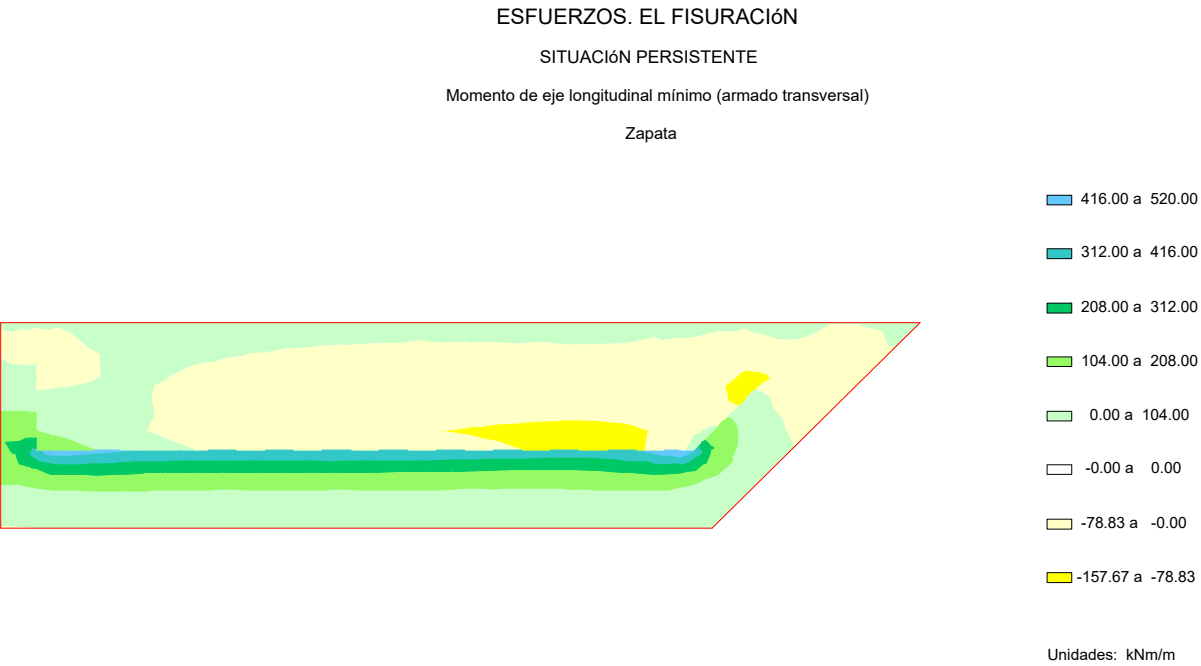 ESFUERZOS. EL FISURACIóN
SITUACIóN PERSISTENTE
Momento de eje longitudinal mínimo (armado transversal)
Zapata
416.00 a 520.00
312.00 a 416.00
208.00 a 312.00
104.00 a 208.00
0.00 a 104.00
-0.00 a 0.00
-78.83 a -0.00
-157.67 a -78.83
Unidades: kNm/m